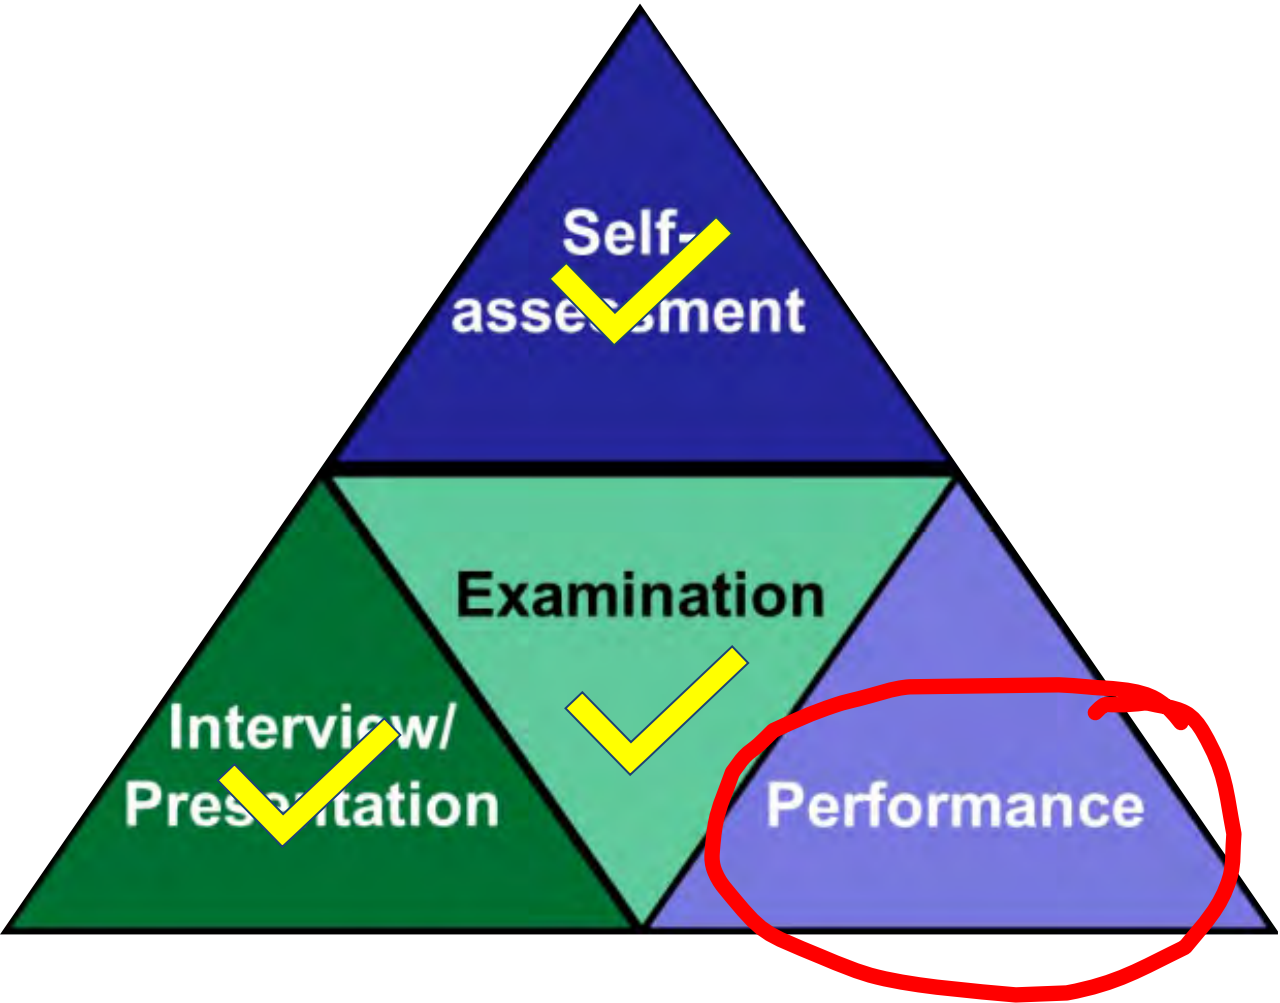 Self-
assessment
Examination
Interview/
Presentation
Performance